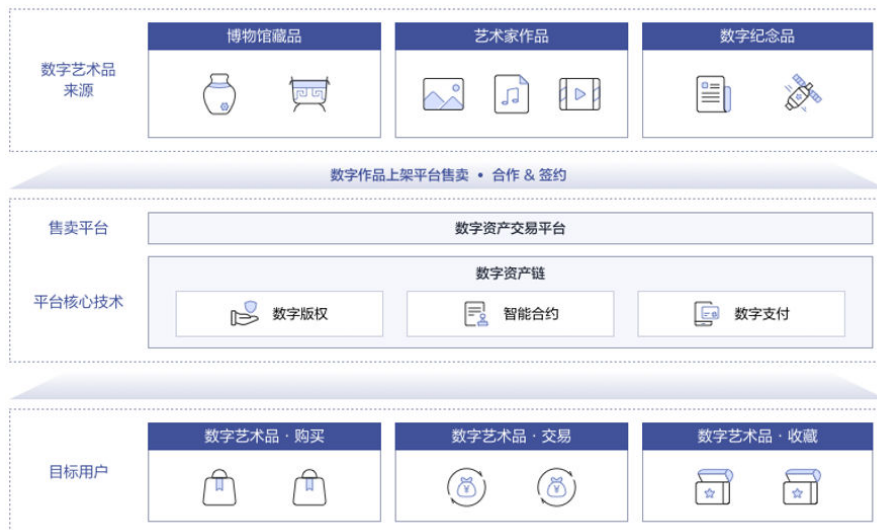 数字艺术品
来源
博物馆藏品
艺术家作品
数字纪念品
数字作品上架平台售卖 • 合作 & 签约
售卖平台
数字资产交易平台
平台核心技术
数字资产链
数字版权
智能合约
数字支付
目标用户
数字艺术品 · 购买
数字艺术品 · 交易
数字艺术品 · 收藏